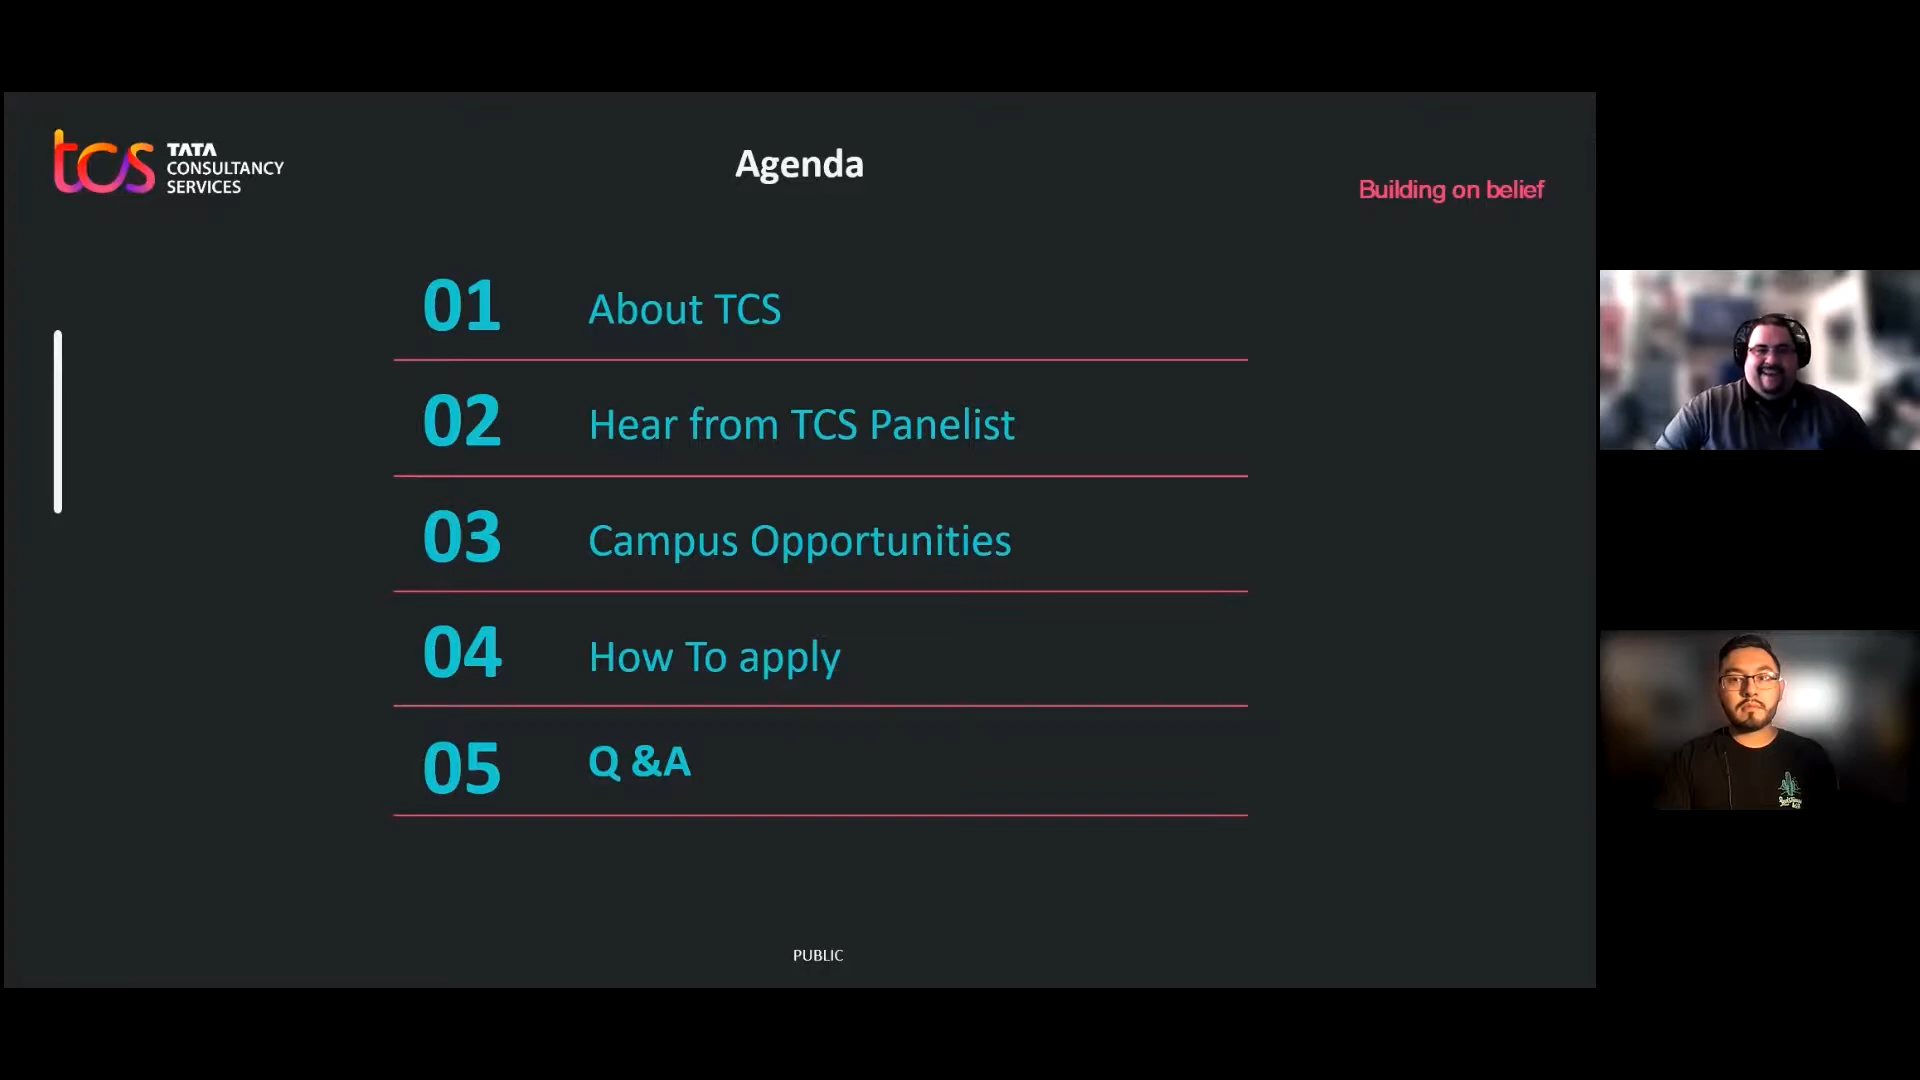 tcs
TATA
CONSULTANCY
SERVICES
Agenda
Building on belief
01 About TCS
02 Hear from TCS Panelist
03 Campus Opportunities
04 How To apply
05 Q &A
PUBLIC